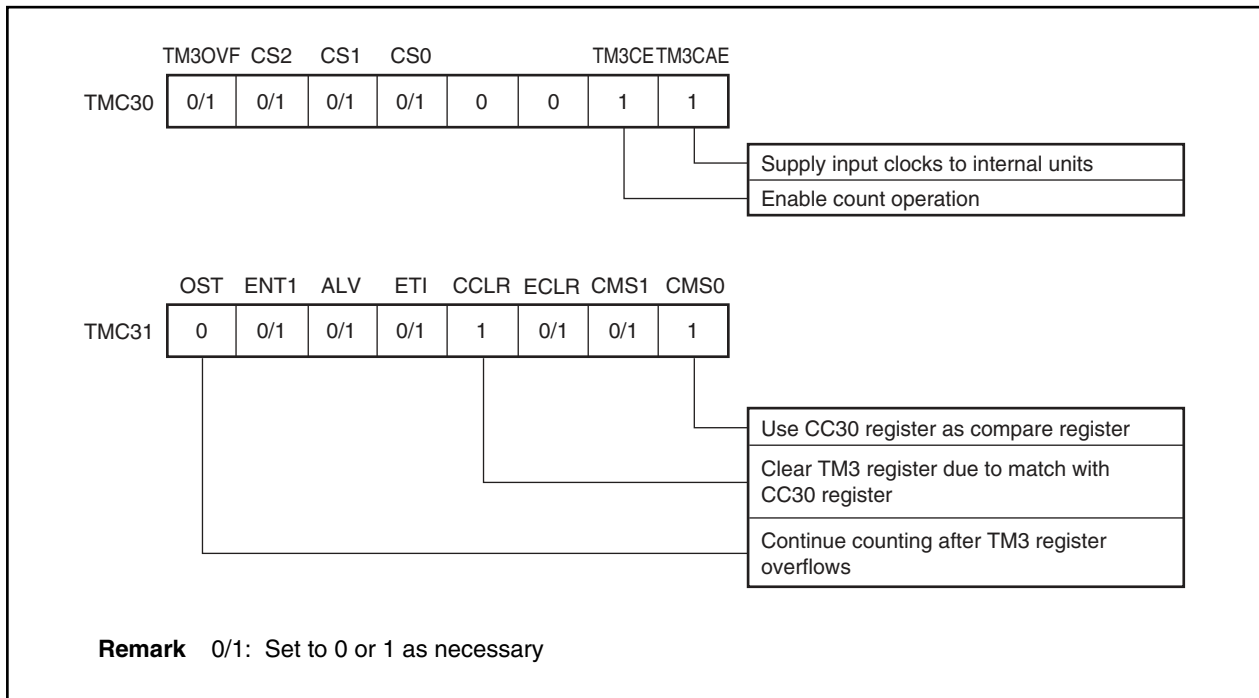 TM3OVF CS2 CS1 CS0 TM3CE TM3CAE
TMC30 0/1 0/1 0/1 0/1 0 0 1 1
Supply input clocks to internal units
Enable count operation
OST ENT1 ALV ETI CCLR ECLR CMS1 CMS0
TMC31 0 0/1 0/1 0/1 1 0/1 0/1 1
Use CC30 register as compare register
Clear TM3 register due to match with
CC30 register
Continue counting after TM3 register
overflows
Remark 0/1: Set to 0 or 1 as necessary